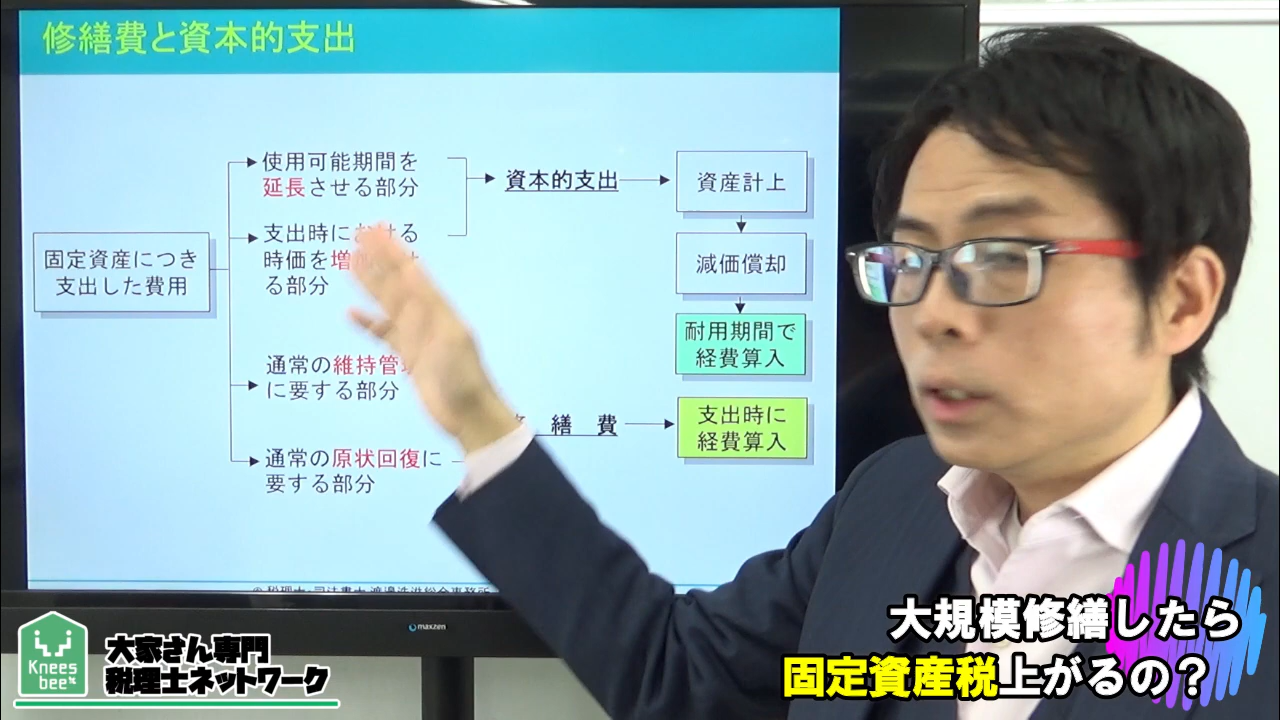 修繕費と資本的支出
固定資産につき
支出した費用
使用可能期間を
延長させる部分
支出時における
時価を増
る部分
通常の維持管
に要する部分
通常の原状回復に
要する部分
資本的支出
繕 費
資産計上
減価償却
耐用期間で
経費算入
支出時に
経費算入
maxzen
Knees
bee
大家さん専門
税理士ネットワーク
大規模修繕したら
固定資産税上がるの？